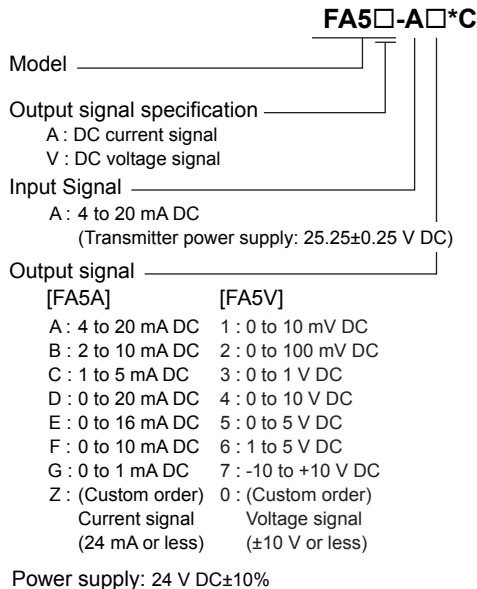 FA5□-A□*C
Model
Output signal specification
A : DC current signal
V : DC voltage signal
Input Signal
A : 4 to 20 mA DC
(Transmitter power supply: 25.25±0.25 V DC)
Output signal
[FA5A] [FA5V]
A : 4 to 20 mA DC 1 : 0 to 10 mV DC
B : 2 to 10 mA DC 2 : 0 to 100 mV DC
C : 1 to 5 mA DC 3 : 0 to 1 V DC
D : 0 to 20 mA DC 4 : 0 to 10 V DC
E : 0 to 16 mA DC 5 : 0 to 5 V DC
F : 0 to 10 mA DC 6 : 1 to 5 V DC
G : 0 to 1 mA DC 7 : -10 to +10 V DC
Z : (Custom order) 0 : (Custom order)
Current signal Voltage signal
(24 mA or less) (±10 V or less)
Power supply: 24 V DC±10%